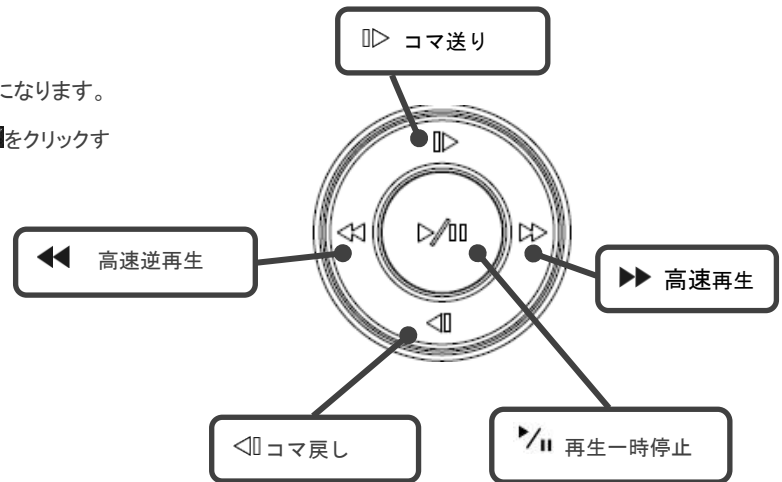 コマ送り
になります。
をクリックす
高速逆再生
高速再生
コマ戻し
再生一時停止